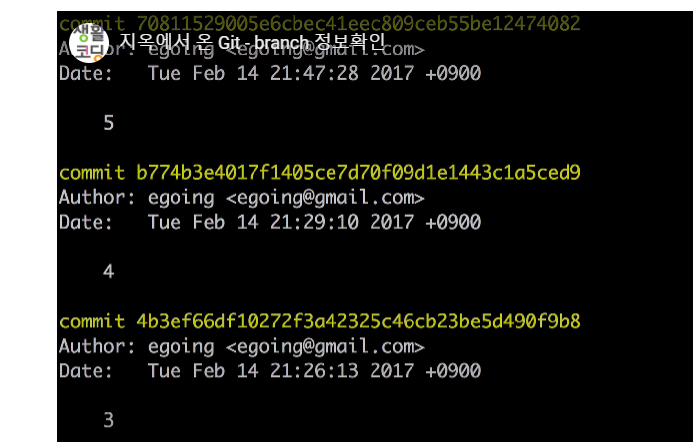 commit 70811529005e6cbec41eec809ceb55be12474082
생활
코딩
지옥에서 온 Git - branch 정보확인
Author: egoing <egoing@gmail.com>
Date:   Tue Feb 14 21:47:28 2017 +0900
5
commit b774b3e4017f1405ce7d70f09d1e1443c1a5ced9
Author: egoing <egoing@gmail.com>
Date:   Tue Feb 14 21:29:10 2017 +0900
4
commit 4b3ef66df10272f3a42325c46cb23be5d490f9b8
Author: egoing <egoing@gmail.com>
Date:   Tue Feb 14 21:26:13 2017 +0900
3